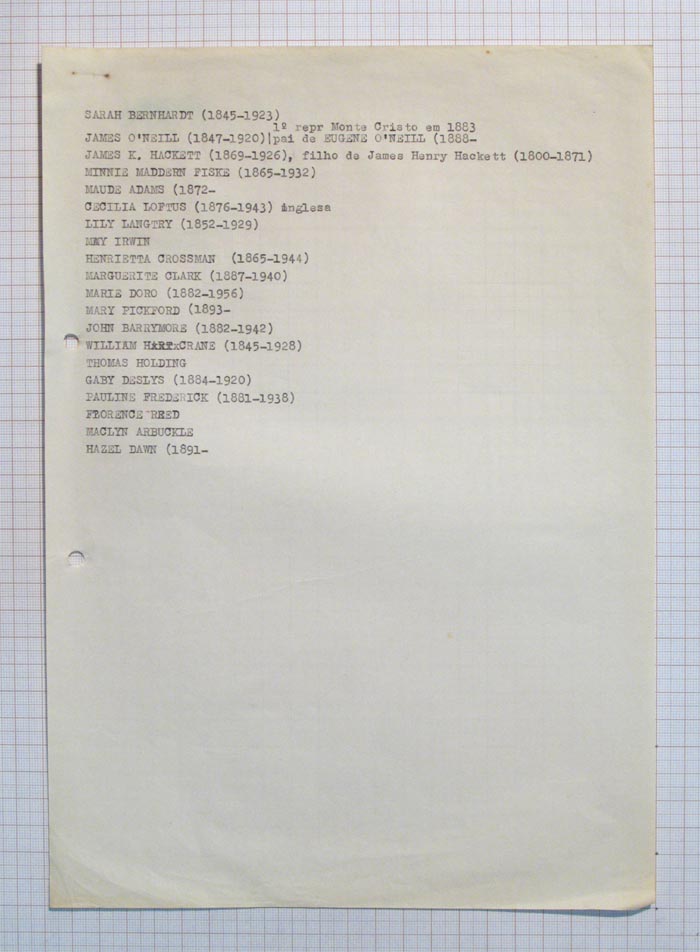 SARAH BERNHARDT (1845-1923)
1º repr Monte Cristo em 1883
JAMES O'NEILL (1847-1920)|pai de EUGENE O'NEILL (1888-
JAMES K. HACKETT (1869-1926), filho de James Henry Hackett (1800-1871)
MINNIE MADDERN FISKE (1865-1932)
MAUDE ADAMS (1872-
CECILIA LOFTUS (1876-1943) inglesa
LILY LANGTRY (1852-1929)
MAY IRWIN
HENRIETTA CROSSMAN (1865-1944)
MARGUERITE CLARK (1887-1940)
MARIE DORO (1882-1956)
MARY PICKFORD (1893-
JOHN BARRYMORE (1882-1942)
WILLIAM HARTxCRANE (1845-1928)
THOMAS HOLDING
GABY DESLYS (1884-1920)
PAULINE FREDERICK (1881-1938)
FLORENCE REED
MACLYN ARBUCKLE
HAZEL DAWN (1891-